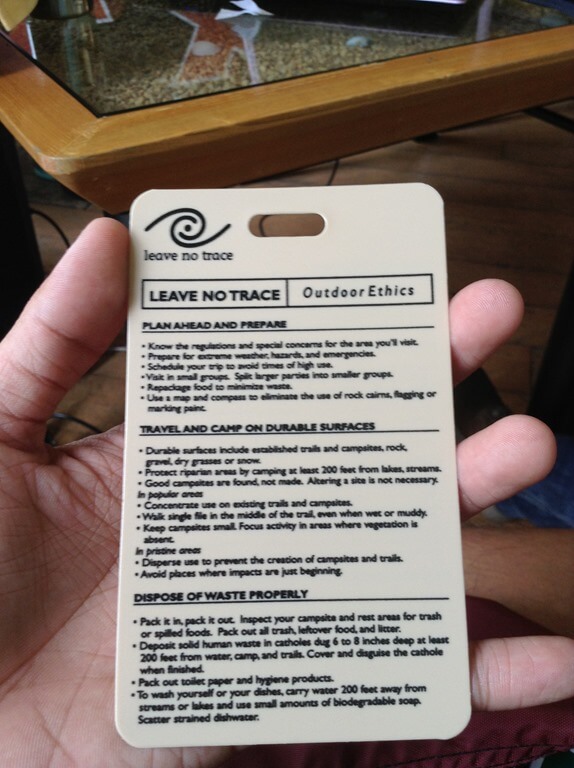 leave no trace
LEAVE NO TRACE Outdoor Ethics
PLAN AHEAD AND PREPARE
• Know the regulations and special concerns for the area you'll visit.
• Prepare for extreme weather, hazards, and emergencies.
• Schedule your trip to avoid times of high use.
• Visit in small groups. Split larger parties into smaller groups.
• Repackage food to minimize waste.
• Use a map and compass to eliminate the use of rock cairns, flagging or
marking paint.
TRAVEL AND CAMP ON DURABLE SURFACES
• Durable surfaces include established trails and campsites, rock,
gravel, dry grasses or snow.
• Protect riparian areas by camping at least 200 feet from lakes, streams.
• Good campsites are found, not made. Altering a site is not necessary.
In popular areas
• Concentrate use on existing trails and campsites.
• Walk single file in the middle of the trail, even when wet or muddy.
• Keep campsites small. Focus activity in areas where vegetation is
absent.
In pristine areas
• Disperse use to prevent the creation of campsites and trails.
• Avoid places where impacts are just beginning.
DISPOSE OF WASTE PROPERLY
• Pack it in, pack it out. Inspect your campsite and rest areas for trash
or spilled foods. Pack out all trash, leftover food, and litter.
• Deposit solid human waste in catholes dug 6 to 8 inches deep at least
200 feet from water, camp, and trails. Cover and disguise the cathole
when finished.
• Pack out toilet paper and hygiene products.
• To wash yourself or your dishes, carry water 200 feet away from
streams or lakes and use small amounts of biodegradable soap.
Scatter strained dishwater.